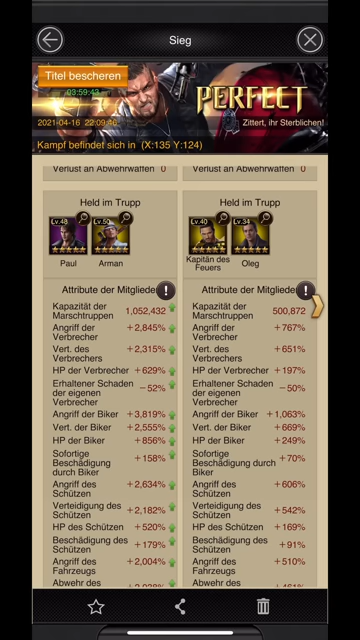 Sieg
Titel bescheren
03:59:43
PERFECT
2021-04-16 22:09:46
Zittert, ihr Sterblichen!
Kampf befindet sich in (X:135 Y:124)
Verlust an Abwehrwaffen 0 Verlust an Abwehrwaffen 0
Held im Trupp Held im Trupp
Lv.48 Lv.50 Lv.40 Lv.34
Paul Arman Kapitän des Feuers Oleg
Attribute der Mitglieder Attribute der Mitglieder
Kapazität der Marschtruppen 1,052,432 Kapazität der Marschtruppen 500,872
Angriff der Verbrecher +2,845% Angriff der Verbrecher +767%
Vert. des Verbrechers +2,315% Vert. des Verbrechers +651%
HP der Verbrecher +629% HP der Verbrecher +197%
Erhaltener Schaden der eigenen Verbrecher -52% Erhaltener Schaden der eigenen Verbrecher -50%
Angriff der Biker +3,819% Angriff der Biker +1,063%
Vert. der Biker +2,555% Vert. der Biker +669%
HP der Biker +856% HP der Biker +249%
Sofortige Beschädigung durch Biker +158% Sofortige Beschädigung durch Biker +70%
Angriff des Schützen +2,634% Angriff des Schützen +606%
Verteidigung des Schützen +2,182% Verteidigung des Schützen +542%
HP des Schützen +520% HP des Schützen +169%
Beschädigung des Schützen +179% Beschädigung des Schützen +91%
Angriff des Fahrzeugs +2,004% Angriff des Fahrzeugs +510%
Abwehr des Abwehr des